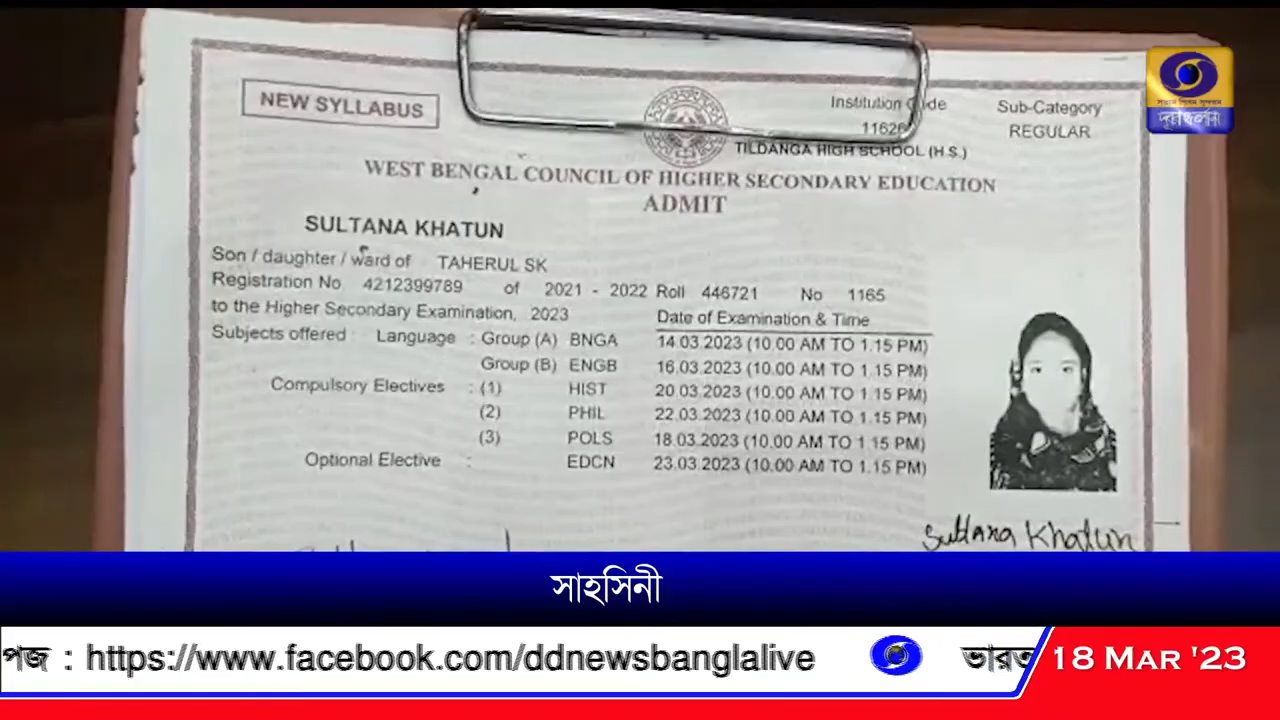 NEW SYLLABUS
Institution Code
11626
Sub-Category
REGULAR
TILDANGA HIGH SCHOOL (H.S.)
WEST BENGAL COUNCIL OF HIGHER SECONDARY EDUCATION
ADMIT
SULTANA KHATUN
Son / daughter / ward of TAHERUL SK
Registration No 4212399789 of 2021 - 2022 Roll 446721 No 1165
to the Higher Secondary Examination, 2023
Date of Examination & Time
Subjects offered : Language : Group (A) BNGA 14.03.2023 (10.00 AM TO 1.15 PM)
Group (B) ENGB 16.03.2023 (10.00 AM TO 1.15 PM)
Compulsory Electives : (1) HIST 20.03.2023 (10.00 AM TO 1.15 PM)
(2) PHIL 22.03.2023 (10.00 AM TO 1.15 PM)
(3) POLS 18.03.2023 (10.00 AM TO 1.15 PM)
Optional Elective : EDCN 23.03.2023 (10.00 AM TO 1.15 PM)
Sultana Khatun
সাহসিনী
পজ : https://www.facebook.com/ddnewsbanglalive ভারত
18 MAR '23